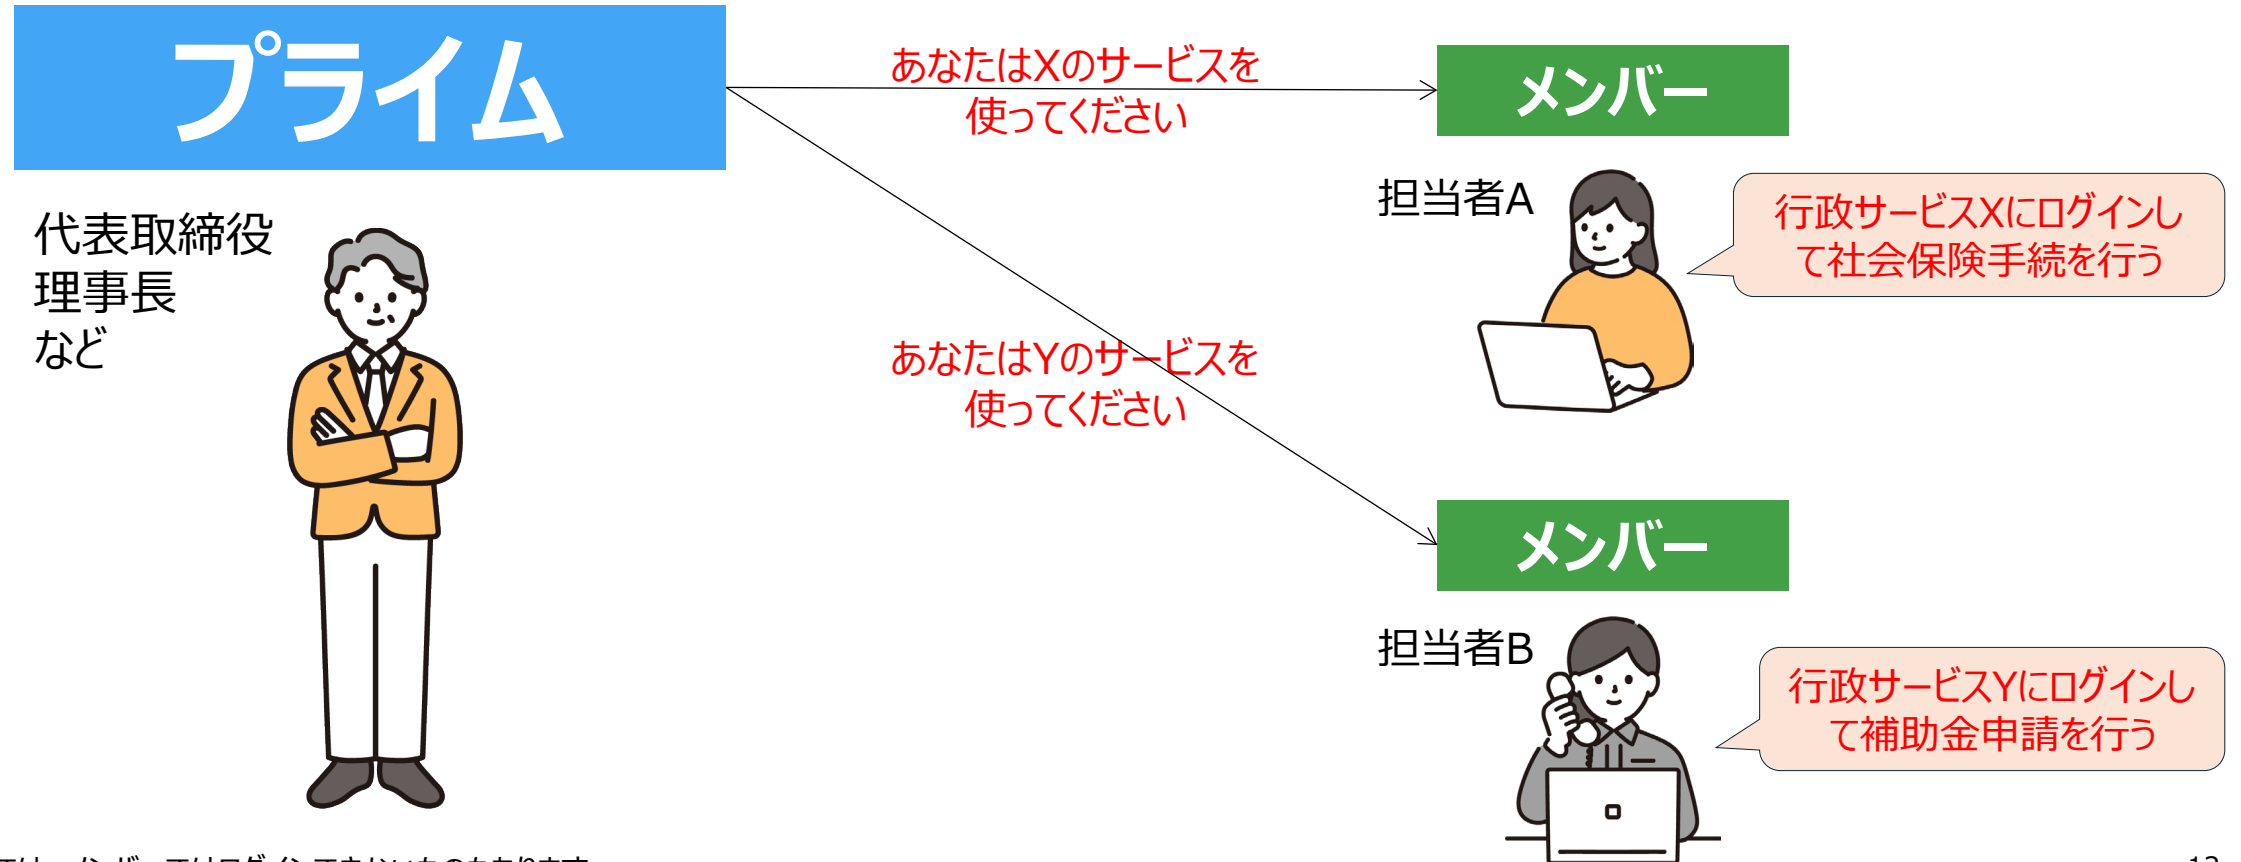 プライム
代表取締役
理事長
など
あなたはXのサービスを
使ってください
あなたはYのサービスを
使ってください
メンバー
担当者A
行政サービスXにログインし
て社会保険手続を行う
メンバー
担当者B
行政サービスYにログインし
て補助金申請を行う